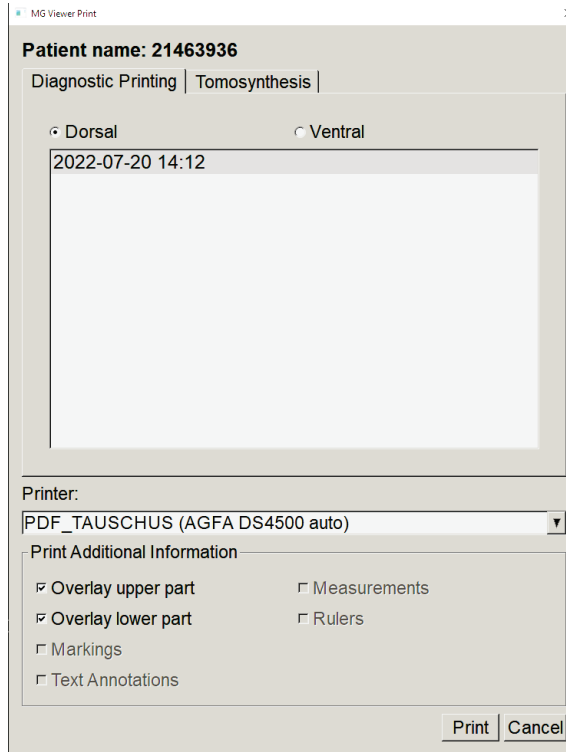 MG Viewer Print
Patient name: 21463936
Diagnostic Printing Tomosynthesis
Dorsal Ventral
2022-07-20 14:12
Printer:
PDF_TAUSCHUS (AGFA DS4500 auto)
Print Additional Information
Overlay upper part Measurements
Overlay lower part Rulers
Markings
Text Annotations
Print Cancel